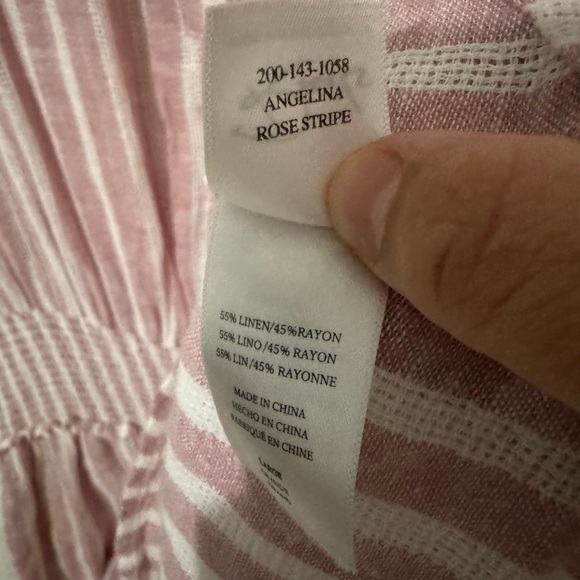 200-143-1058
ANGELINA
ROSE STRIPE
55% LINEN/45%RAYON
55% LINO/45% RAYON
55% LIN/45% RAYONNE
MADE IN CHINA
HECHO EN CHINA
FABRIQUÉ EN CHINE
LARGE